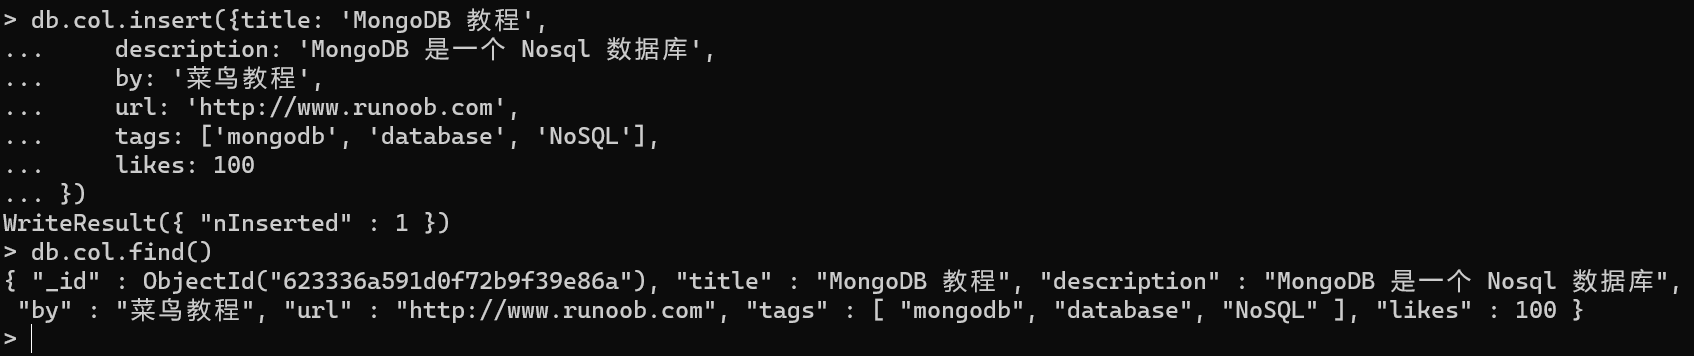 > db.col.insert({title: 'MongoDB 教程',
...     description: 'MongoDB 是一个 Nosql 数据库',
...     by: '菜鸟教程',
...     url: 'http://www.runoob.com',
...     tags: ['mongodb', 'database', 'NoSQL'],
...     likes: 100
... })
WriteResult({ "nInserted" : 1 })
> db.col.find()
{ "_id" : ObjectId("623336a591d0f72b9f39e86a"), "title" : "MongoDB 教程", "description" : "MongoDB 是一个 Nosql 数据库",
 "by" : "菜鸟教程", "url" : "http://www.runoob.com", "tags" : [ "mongodb", "database", "NoSQL" ], "likes" : 100 }
>